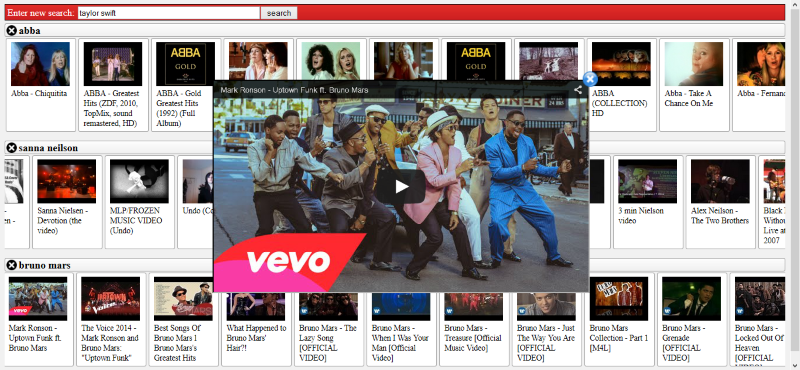 Enter new search: taylor swift search
abba
Abba - Chiquitita
ABBA - Greatest
Hits (ZDF, 2010,
TopMix, sound
remastered, HD)
ABBA
GOLD
ABBA - Gold
Greatest Hits
(1992) (Full
Album)
ABBA
GOLD
ABBA
(COLLECTION)
HD
Abba - Take A
Chance On Me
Abba - Fernand
Mark Ronson - Uptown Funk ft. Bruno Mars
vevo
sanna neilson
Sanna Nielsen -
Devotion (the
video)
MLP/FROZEN
MUSIC VIDEO
(Undo)
Undo (Co
3 min Nielson
video
Alex Neilson -
The Two Brothers
Black
Withou
Live at
2007
bruno mars
Mark Ronson -
Uptown Funk ft.
Bruno Mars
The Voice 2014 -
Mark Ronson and
Bruno Mars:
"Uptown Funk"
Best Songs Of
Bruno Mars l
Bruno Mars's
Greatest Hits
What Happened to
Bruno Mars'
Hair?!
Bruno Mars - The
Lazy Song
[OFFICIAL
VIDEO]
Bruno Mars -
When I Was Your
Man [Official
Video]
Bruno Mars -
Treasure [Official
Music Video]
Bruno Mars - Just
The Way You Are
[OFFICIAL
VIDEO]
Bruno Mars
Collection - Part 1
[M4L]
Bruno Mars -
Grenade
[OFFICIAL
VIDEO]
Bruno Mars -
Locked Out Of
Heaven
[OFFICIAL
VIDEO]